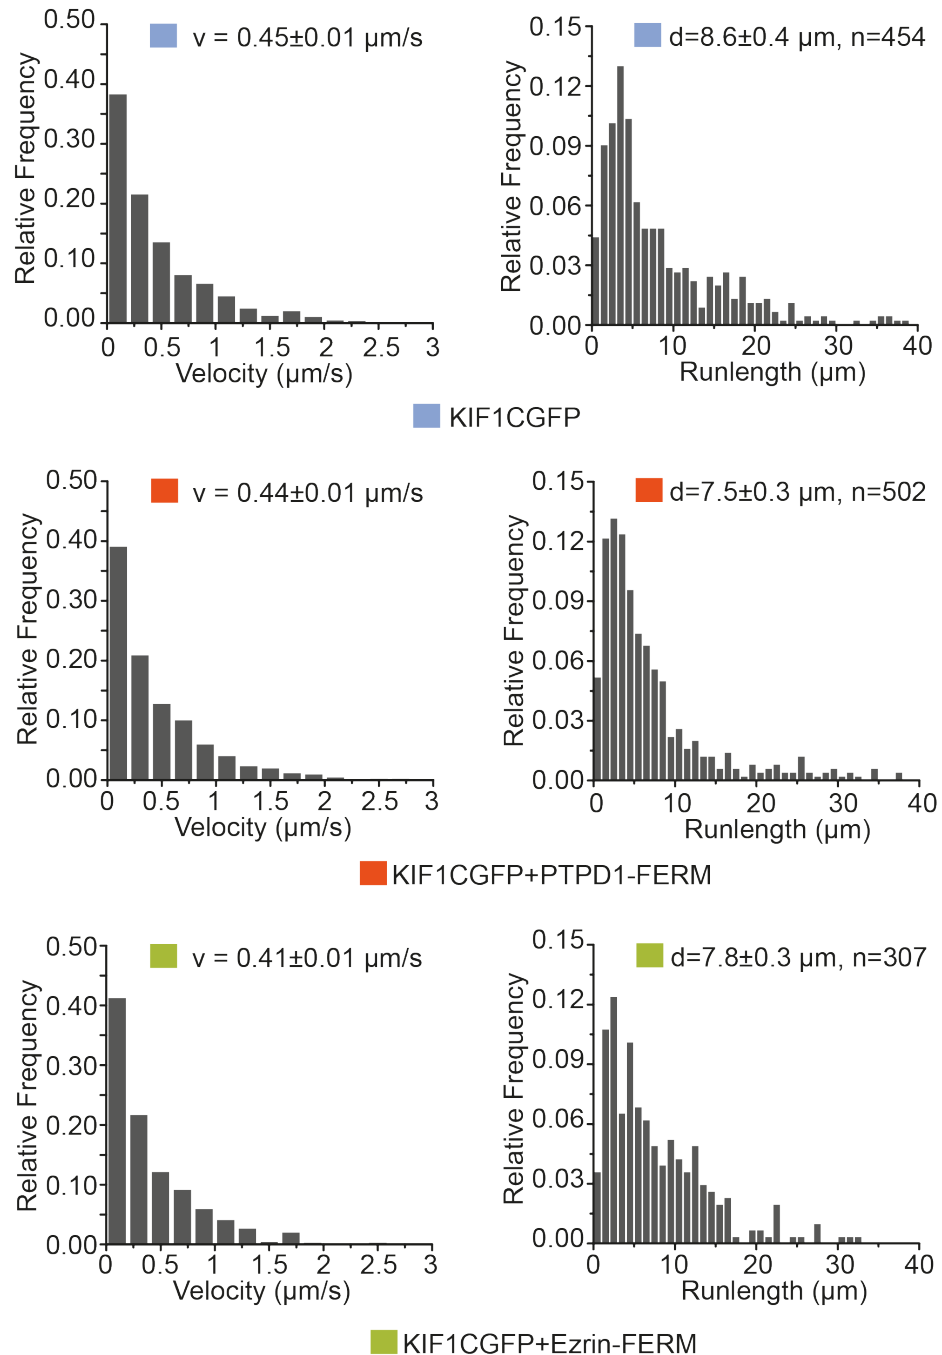 v = 0.45±0.01 µm/s
Relative Frequency
0.50
0.40
0.30
0.20
0.10
0.00
0 0.5 1 1.5 2 2.5 3
Velocity (µm/s)
d=8.6±0.4 µm, n=454
Relative Frequency
0.15
0.12
0.09
0.06
0.03
0.00
0 10 20 30 40
Runlength (µm)
KIF1CGFP
v = 0.44±0.01 µm/s
Relative Frequency
0.50
0.40
0.30
0.20
0.10
0.00
0 0.5 1 1.5 2 2.5 3
Velocity (µm/s)
d=7.5±0.3 µm, n=502
Relative Frequency
0.15
0.12
0.09
0.06
0.03
0.00
0 10 20 30 40
Runlength (µm)
KIF1CGFP+PTPD1-FERM
v = 0.41±0.01 µm/s
Relative Frequency
0.50
0.40
0.30
0.20
0.10
0.00
0 0.5 1 1.5 2 2.5 3
Velocity (µm/s)
d=7.8±0.3 µm, n=307
Relative Frequency
0.15
0.12
0.09
0.06
0.03
0.00
0 10 20 30 40
Runlength (µm)
KIF1CGFP+Ezrin-FERM